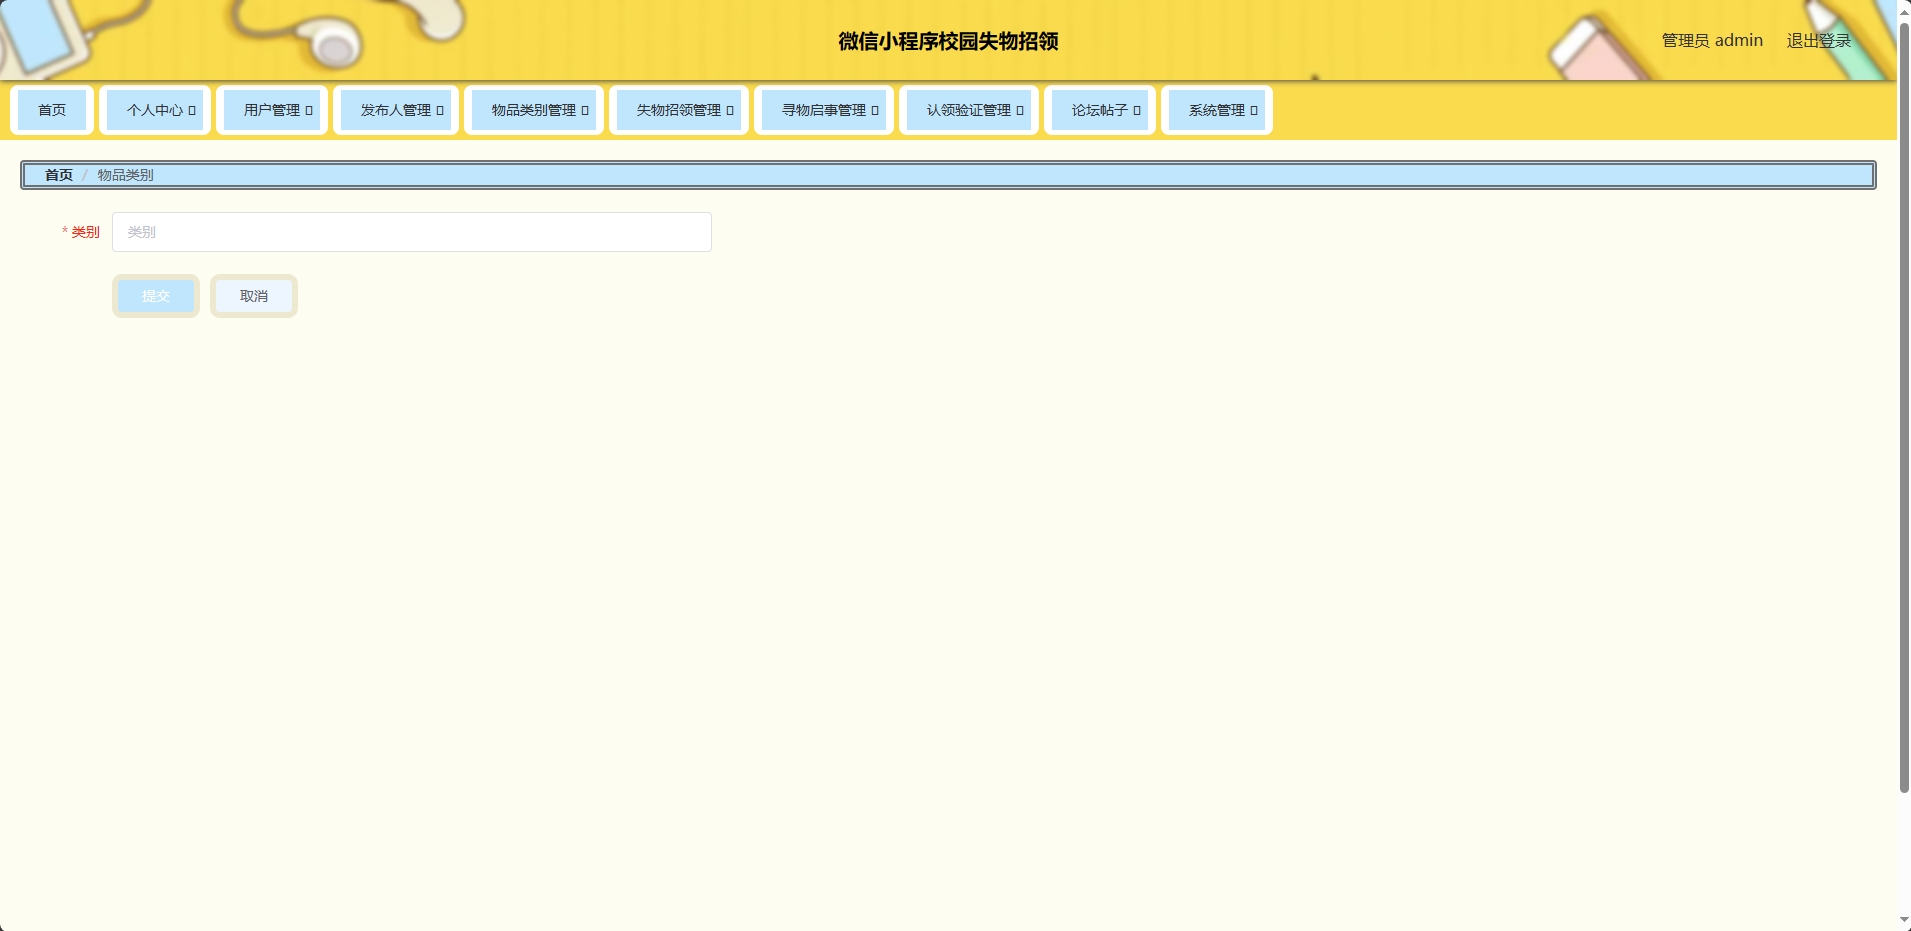 微信小程序校园失物招领
管理员 admin 退出登录
首页 个人中心 用户管理 发布人管理 物品类别管理 失物招领管理 寻物启事管理 认领验证管理 论坛帖子 系统管理
首页 / 物品类别
* 类别 类别
提交 取消